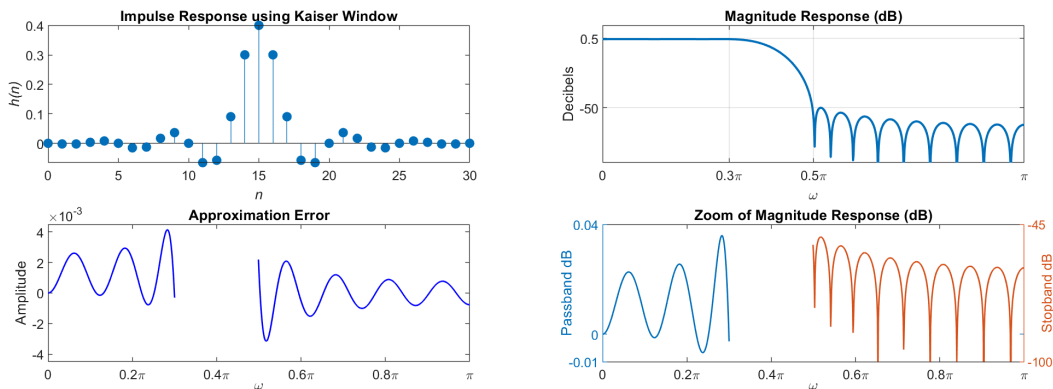 Impulse Response using Kaiser Window
h(n)
0.4
0.3
0.2
0.1
0
0 5 10 15 20 25 30
n
Magnitude Response (dB)
Decibels
0.5
-50
0 0.3π 0.5π π
ω
Approximation Error
×10⁻³
Amplitude
4
2
0
-2
-4
0 0.2π 0.4π 0.6π 0.8π π
ω
Zoom of Magnitude Response (dB)
Passband dB
0.04
0
-0.01
0 0.2π 0.4π 0.6π 0.8π π
ω
-45
-100
Stopband dB